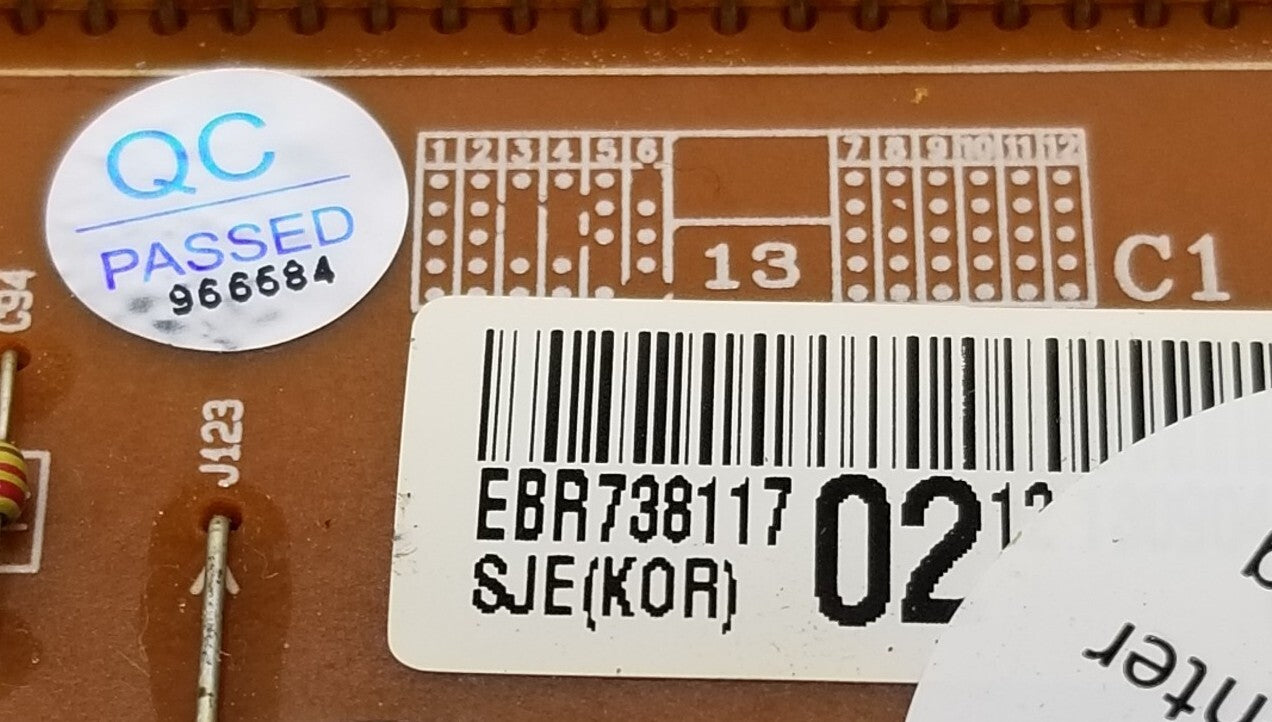 QC
PASSED
966684
1 2 3 4 5 6 7 8 9 10 11 12
13
C1
C94
J123
EBR738117 02
SJE(KOR)